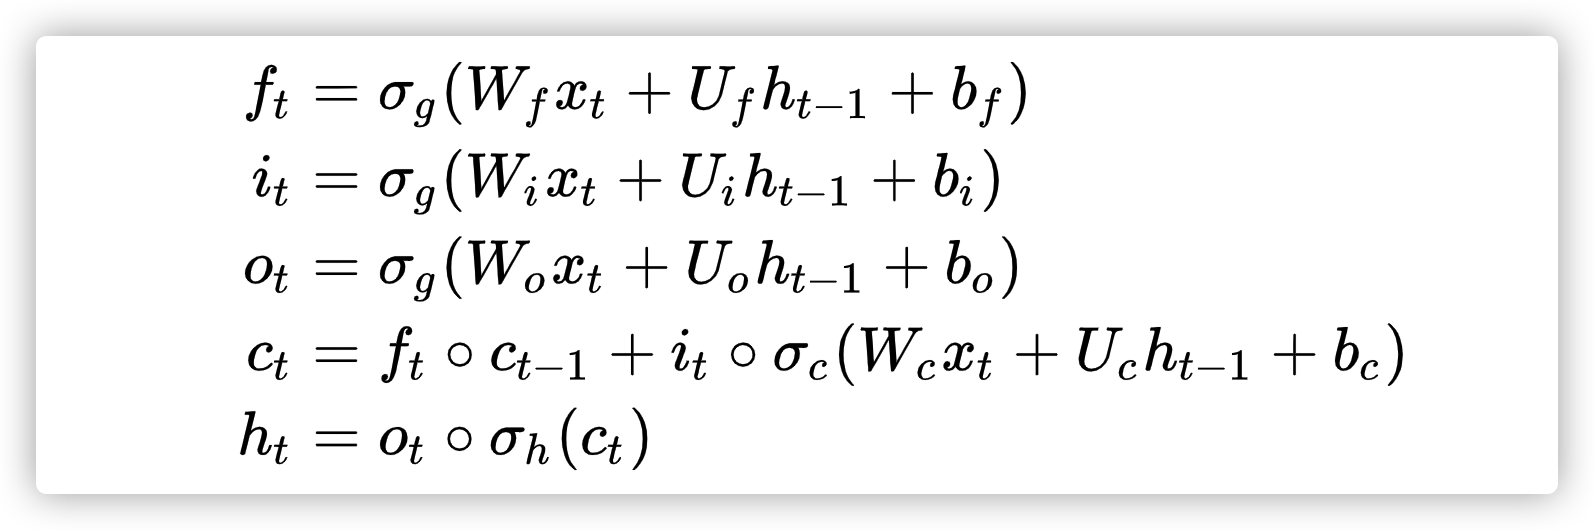 f_t = σ_g(W_f x_t + U_f h_{t−1} + b_f)
i_t = σ_g(W_i x_t + U_i h_{t−1} + b_i)
o_t = σ_g(W_o x_t + U_o h_{t−1} + b_o)
c_t = f_t ∘ c_{t−1} + i_t ∘ σ_c(W_c x_t + U_c h_{t−1} + b_c)
h_t = o_t ∘ σ_h(c_t)